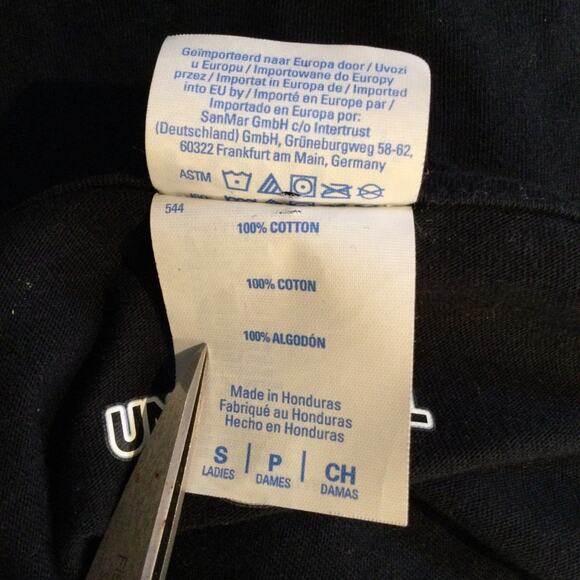 Geïmporteerd naar Europa door / Uvozi
u Europu / Importowane do Europy
przez / Importat in Europa de / Imported
into EU by / Importé en Europe par /
Importado en Europa por:
SanMar GmbH c/o Intertrust
(Deutschland) GmbH, Grüneburgweg 58-62,
60322 Frankfurt am Main, Germany
ASTM
544
100% COTTON
100% COTON
100% ALGODÓN
Made in Honduras
Fabriqué au Honduras
Hecho en Honduras
S | P | CH
LADIES DAMES DAMAS